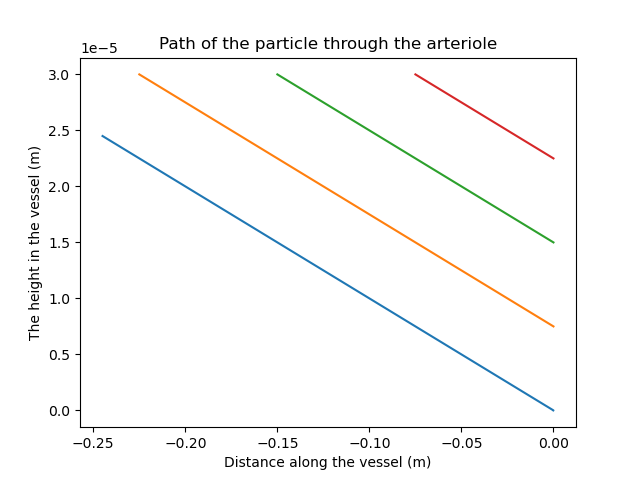 Path of the particle through the arteriole
1e−5
3.0
2.5
2.0
1.5
1.0
0.5
0.0
The height in the vessel (m)
−0.25 −0.20 −0.15 −0.10 −0.05 0.00
Distance along the vessel (m)